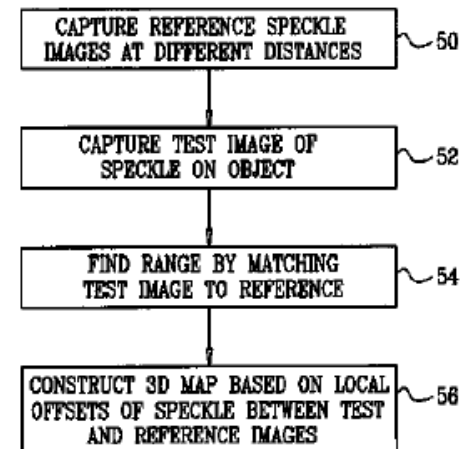 CAPTURE REFERENCE SPECKLE
IMAGES AT DIFFERENT DISTANCES
50
CAPTURE TEST IMAGE OF
SPECKLE ON OBJECT
52
FIND RANGE BY MATCHING
TEST IMAGE TO REFERENCE
54
CONSTRUCT 3D MAP BASED ON LOCAL
OFFSETS OF SPECKLE BETWEEN TEST
AND REFERENCE IMAGES
56